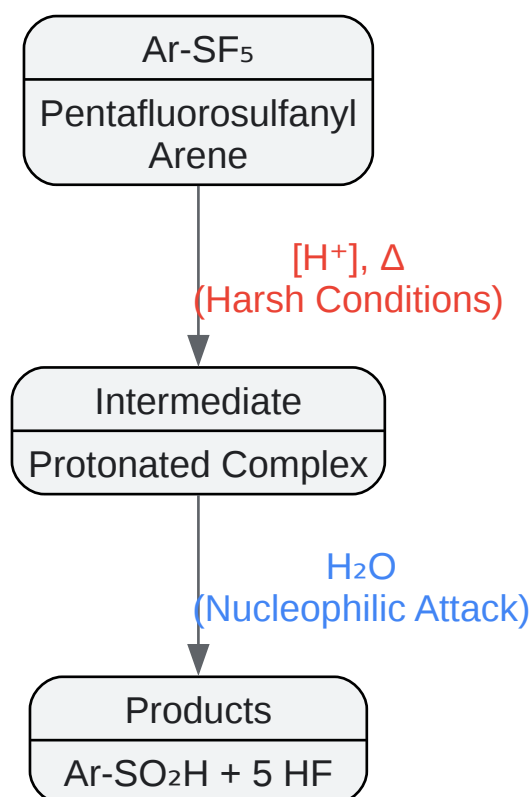 Ar-SF₅
Pentafluorosulfanyl
Arene
[H⁺], Δ
(Harsh Conditions)
Intermediate
Protonated Complex
H₂O
(Nucleophilic Attack)
Products
Ar-SO₂H + 5 HF